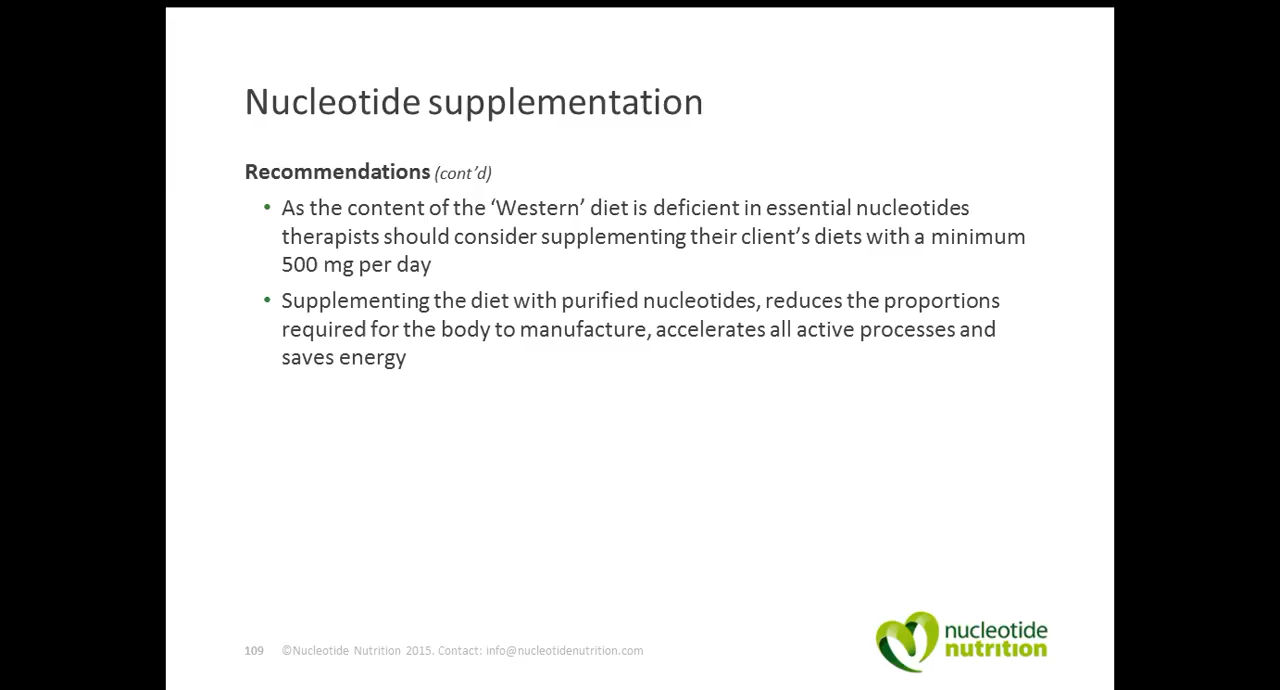 Nucleotide supplementation
Recommendations (cont’d)
• As the content of the ‘Western’ diet is deficient in essential nucleotides
therapists should consider supplementing their client’s diets with a minimum
500 mg per day
• Supplementing the diet with purified nucleotides, reduces the proportions
required for the body to manufacture, accelerates all active processes and
saves energy
109 ©Nucleotide Nutrition 2015. Contact: info@nucleotidenutrition.com
nucleotide
nutrition